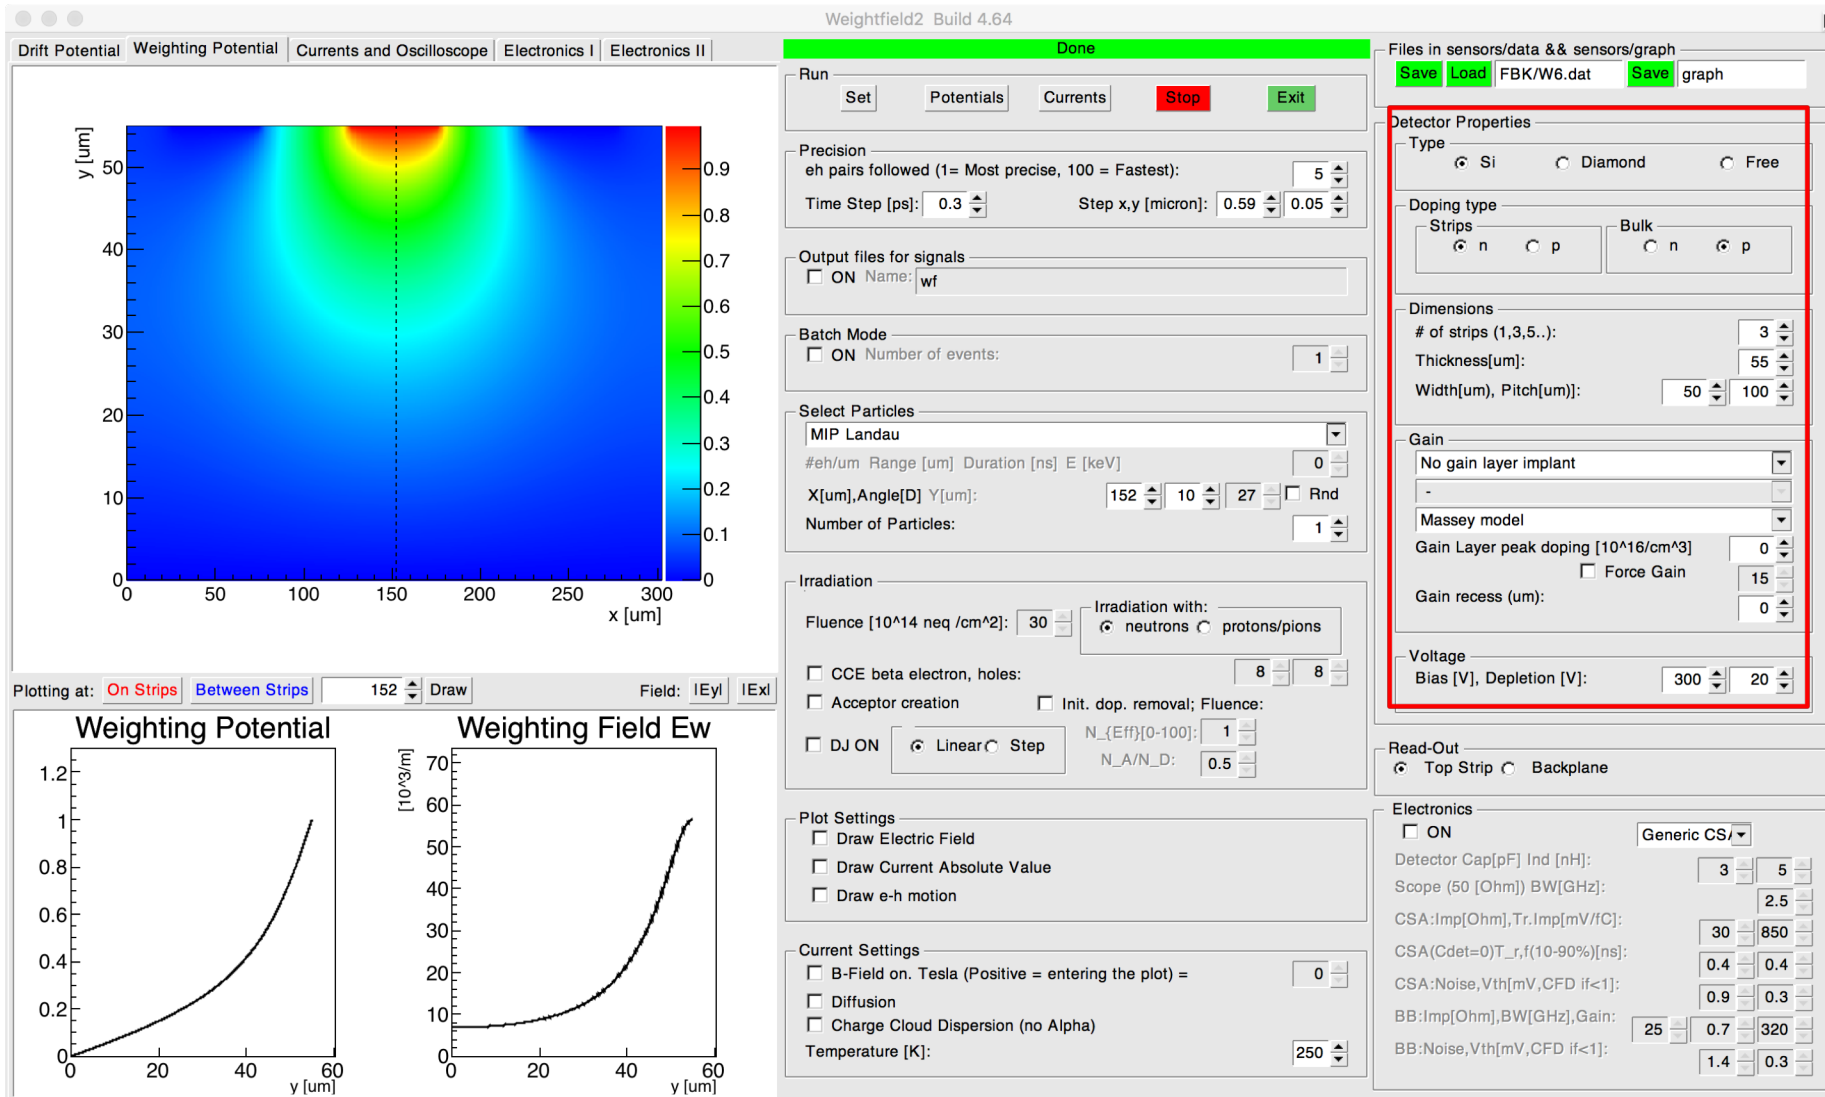 Weightfield2 Build 4.64
Drift Potential Weighting Potential Currents and Oscilloscope Electronics I Electronics II
y [um]
50
40
30
20
10
0
0 50 100 150 200 250 300
x [um]
0.9
0.8
0.7
0.6
0.5
0.4
0.3
0.2
0.1
0
Plotting at: On Strips Between Strips 152 Draw Field: |Ey| |Ex|
Weighting Potential
1.2
1
0.8
0.6
0.4
0.2
0
0 20 40 60
y [um]
Weighting Field Ew
[10^3/m]
70
60
50
40
30
20
10
0
0 20 40 60
y [um]
Done
Run
Set Potentials Currents Stop Exit
Precision
eh pairs followed (1= Most precise, 100 = Fastest): 5
Time Step [ps]: 0.3 Step x,y [micron]: 0.59 0.05
Output files for signals
ON Name: wf
Batch Mode
ON Number of events: 1
Select Particles
MIP Landau
#eh/um Range [um] Duration [ns] E [keV] 0
X[um],Angle[D] Y[um]: 152 10 27 Rnd
Number of Particles: 1
Irradiation
Fluence [10^14 neq /cm^2]: 30
Irradiation with:
neutrons protons/pions
CCE beta electron, holes: 8 8
Acceptor creation Init. dop. removal; Fluence:
N_{Eff}[0-100]: 1
DJ ON Linear Step
N_A/N_D: 0.5
Plot Settings
Draw Electric Field
Draw Current Absolute Value
Draw e-h motion
Current Settings
B-Field on. Tesla (Positive = entering the plot) = 0
Diffusion
Charge Cloud Dispersion (no Alpha)
Temperature [K]: 250
Files in sensors/data && sensors/graph
Save Load FBK/W6.dat Save graph
Detector Properties
Type
Si Diamond Free
Doping type
Strips
n p
Bulk
n p
Dimensions
# of strips (1,3,5..): 3
Thickness[um]: 55
Width[um), Pitch[um)]: 50 100
Gain
No gain layer implant
-
Massey model
Gain Layer peak doping [10^16/cm^3] 0
Force Gain 15
Gain recess (um): 0
Voltage
Bias [V], Depletion [V]: 300 20
Read-Out
Top Strip Backplane
Electronics
ON Generic CSA
Detector Cap[pF] Ind [nH]: 3 5
Scope (50 [Ohm]) BW[GHz]: 2.5
CSA:Imp[Ohm],Tr.Imp[mV/fC]: 30 850
CSA(Cdet=0)T_r,f(10-90%)[ns]: 0.4 0.4
CSA:Noise,Vth[mV,CFD if<1]: 0.9 0.3
BB:Imp[Ohm],BW[GHz],Gain: 25 0.7 320
BB:Noise,Vth[mV,CFD if<1]: 1.4 0.3